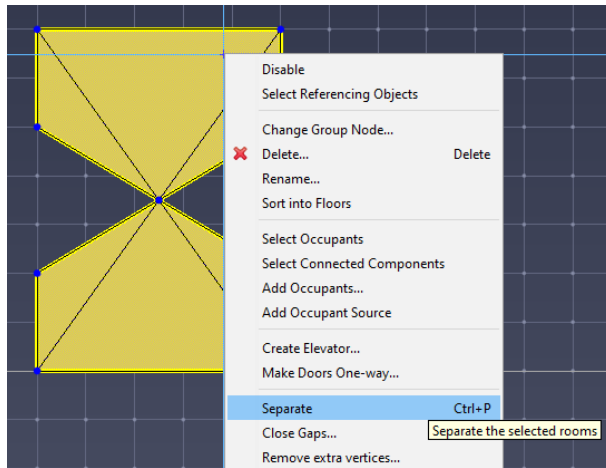 Disable
Select Referencing Objects
Change Group Node...
Delete... Delete
Rename...
Sort into Floors
Select Occupants
Select Connected Components
Add Occupants...
Add Occupant Source
Create Elevator...
Make Doors One-way...
Separate Ctrl+P
Separate the selected rooms
Close Gaps...
Remove extra vertices...